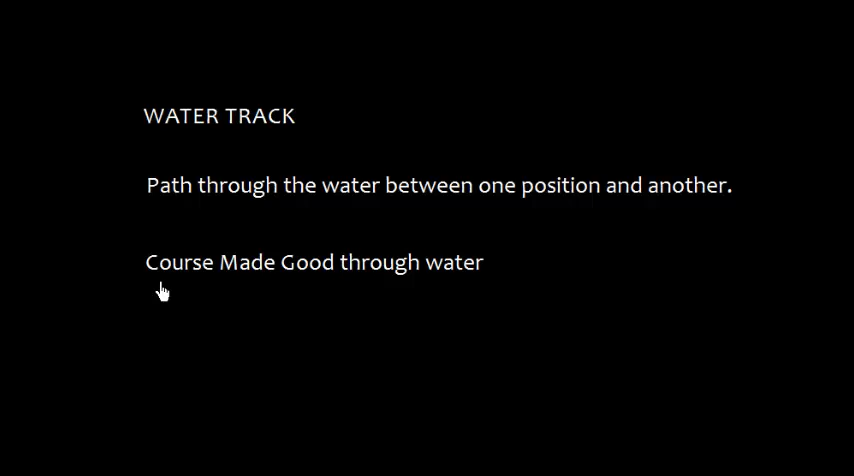 WATER TRACK
Path through the water between one position and another.
Course Made Good through water